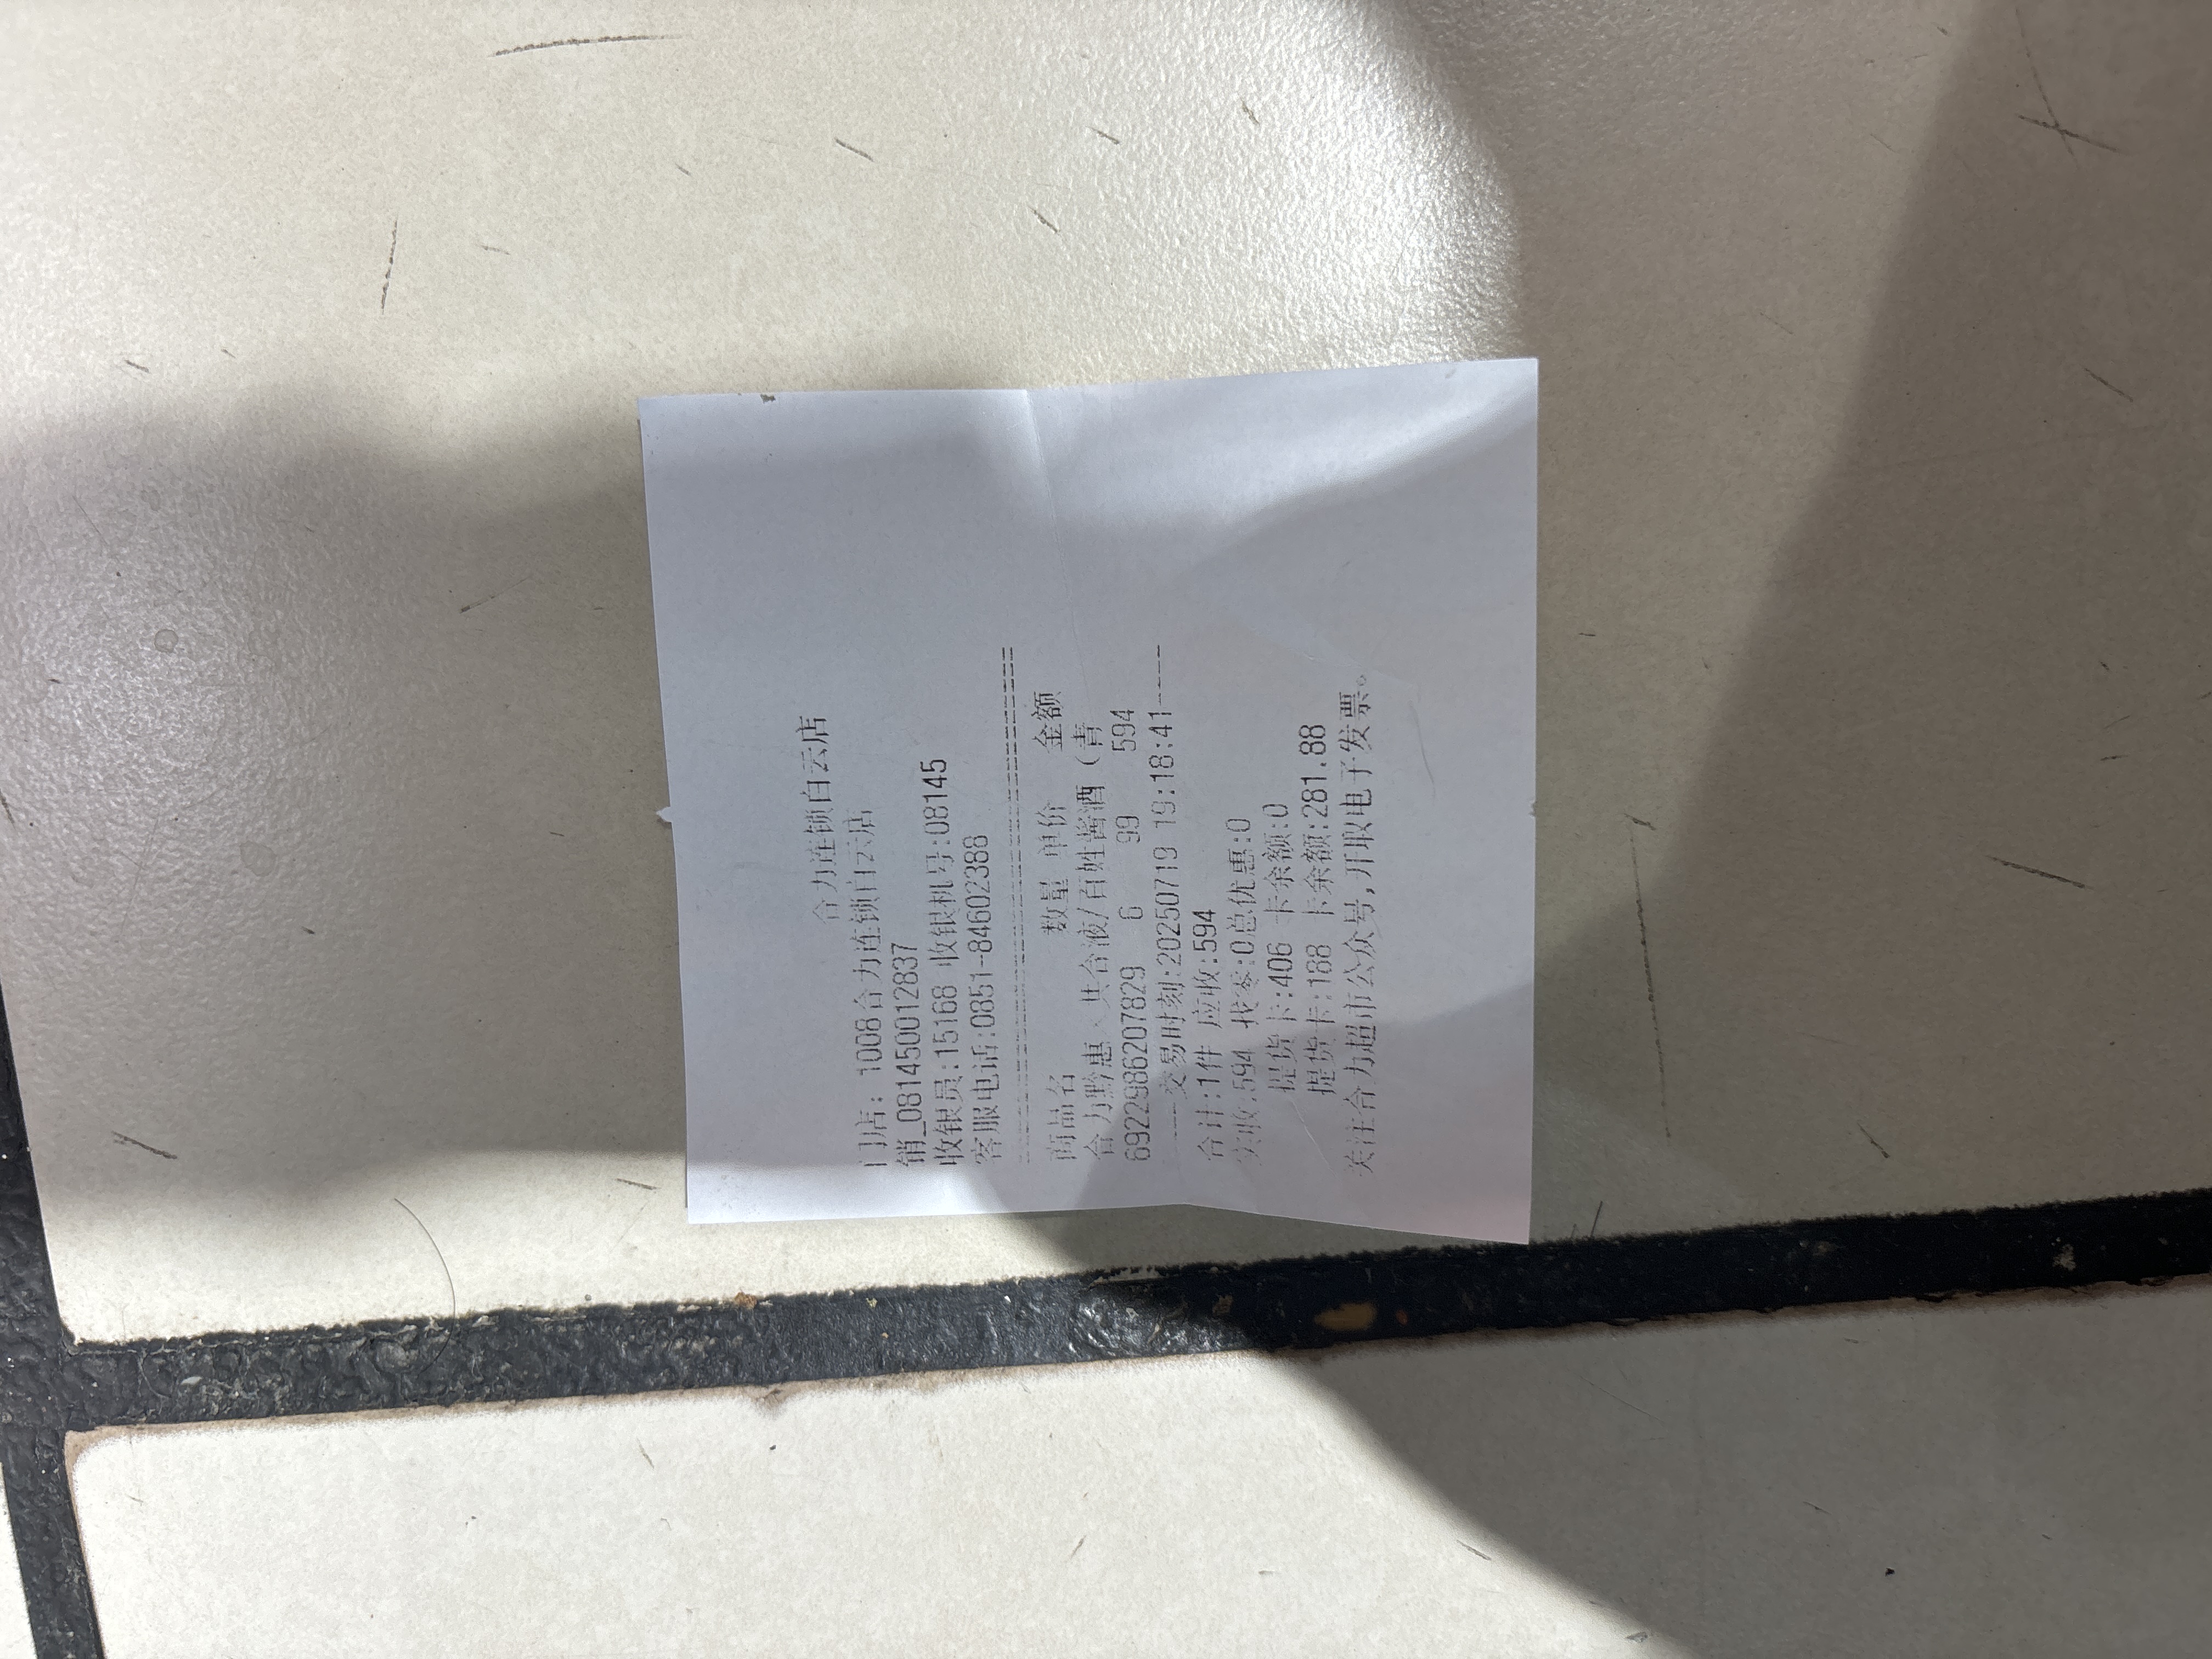 合力连锁白云店
门店: 1008合力连锁白云店
销_081450012837
收银员:15168 收银机号:08145
客服电话:0851-84602388
商品名 数量 单价 金额
合力黔惠、共台液/百姓酱酒(青
6922986207829 6 99 594
交易时刻:20250719 19:18:41
合计:1件 应收:594
实收:594 找零:0总优惠:0
提货卡:406 卡余额:0
提货卡:188 卡余额:281.88
关注合力超市公众号,开取电子发票。